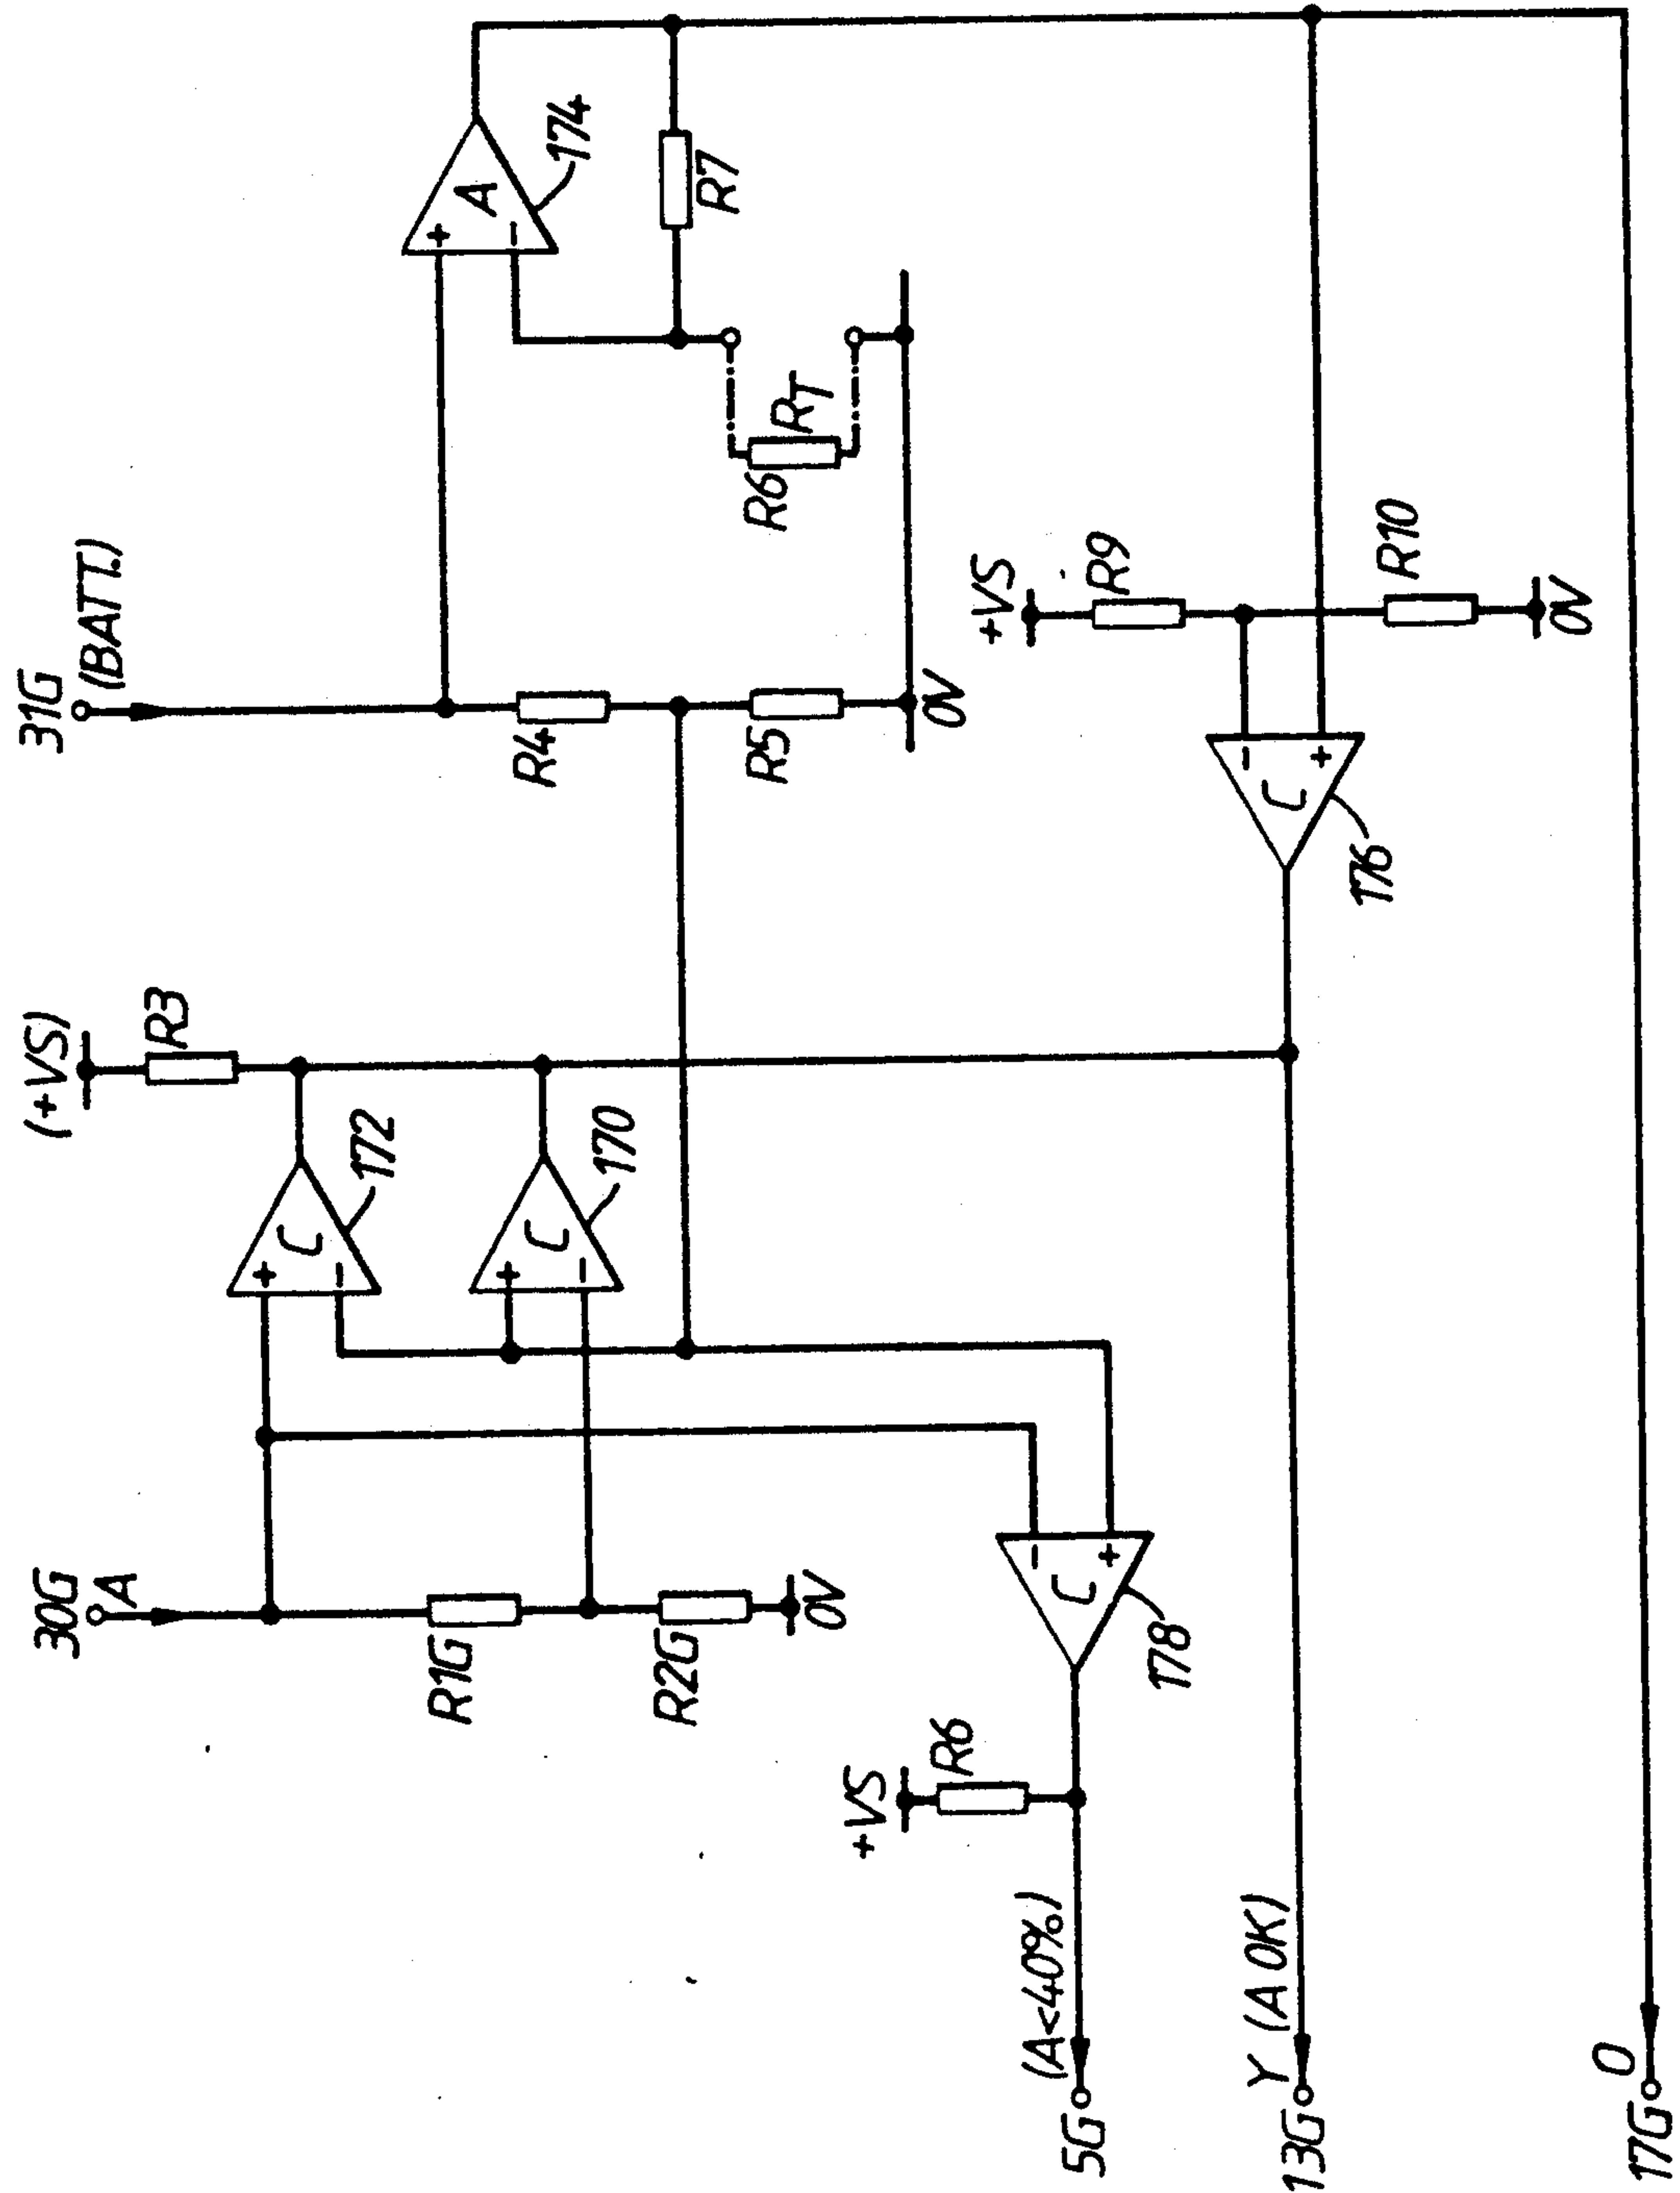 31G
(BATT.)
A
174
R7
R4
R5
R6
RT
0V
(+VS)
R3
C
172
C
170
+VS
R9
R10
0V
C
176
30G
A
R1G
R2G
0V
C
178
+VS
R6
5G
(A<40%)
13G
Y (A OK)
17G
O
+
−
+
−
+
−
−
+
−
+